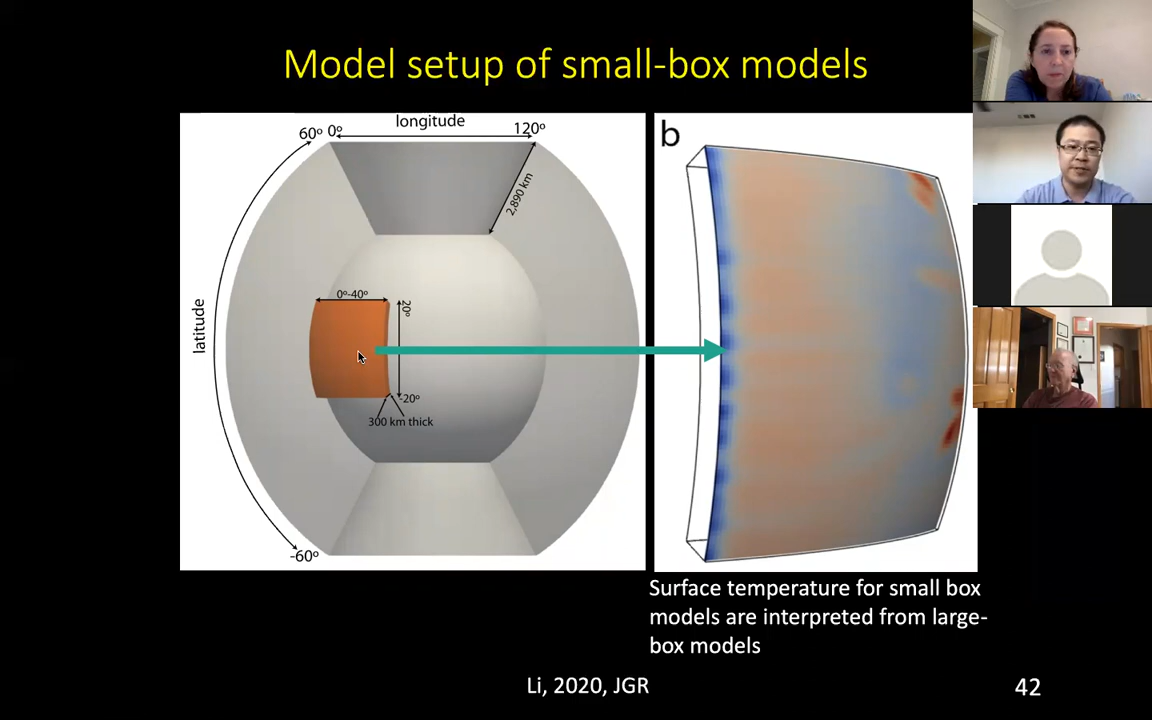 Model setup of small-box models
longitude
60º 0º
120º
2,890 km
latitude
0º-40º
20º
-20º
300 km thick
-60º
b
Surface temperature for small box
models are interpreted from large-
box models
Li, 2020, JGR
42